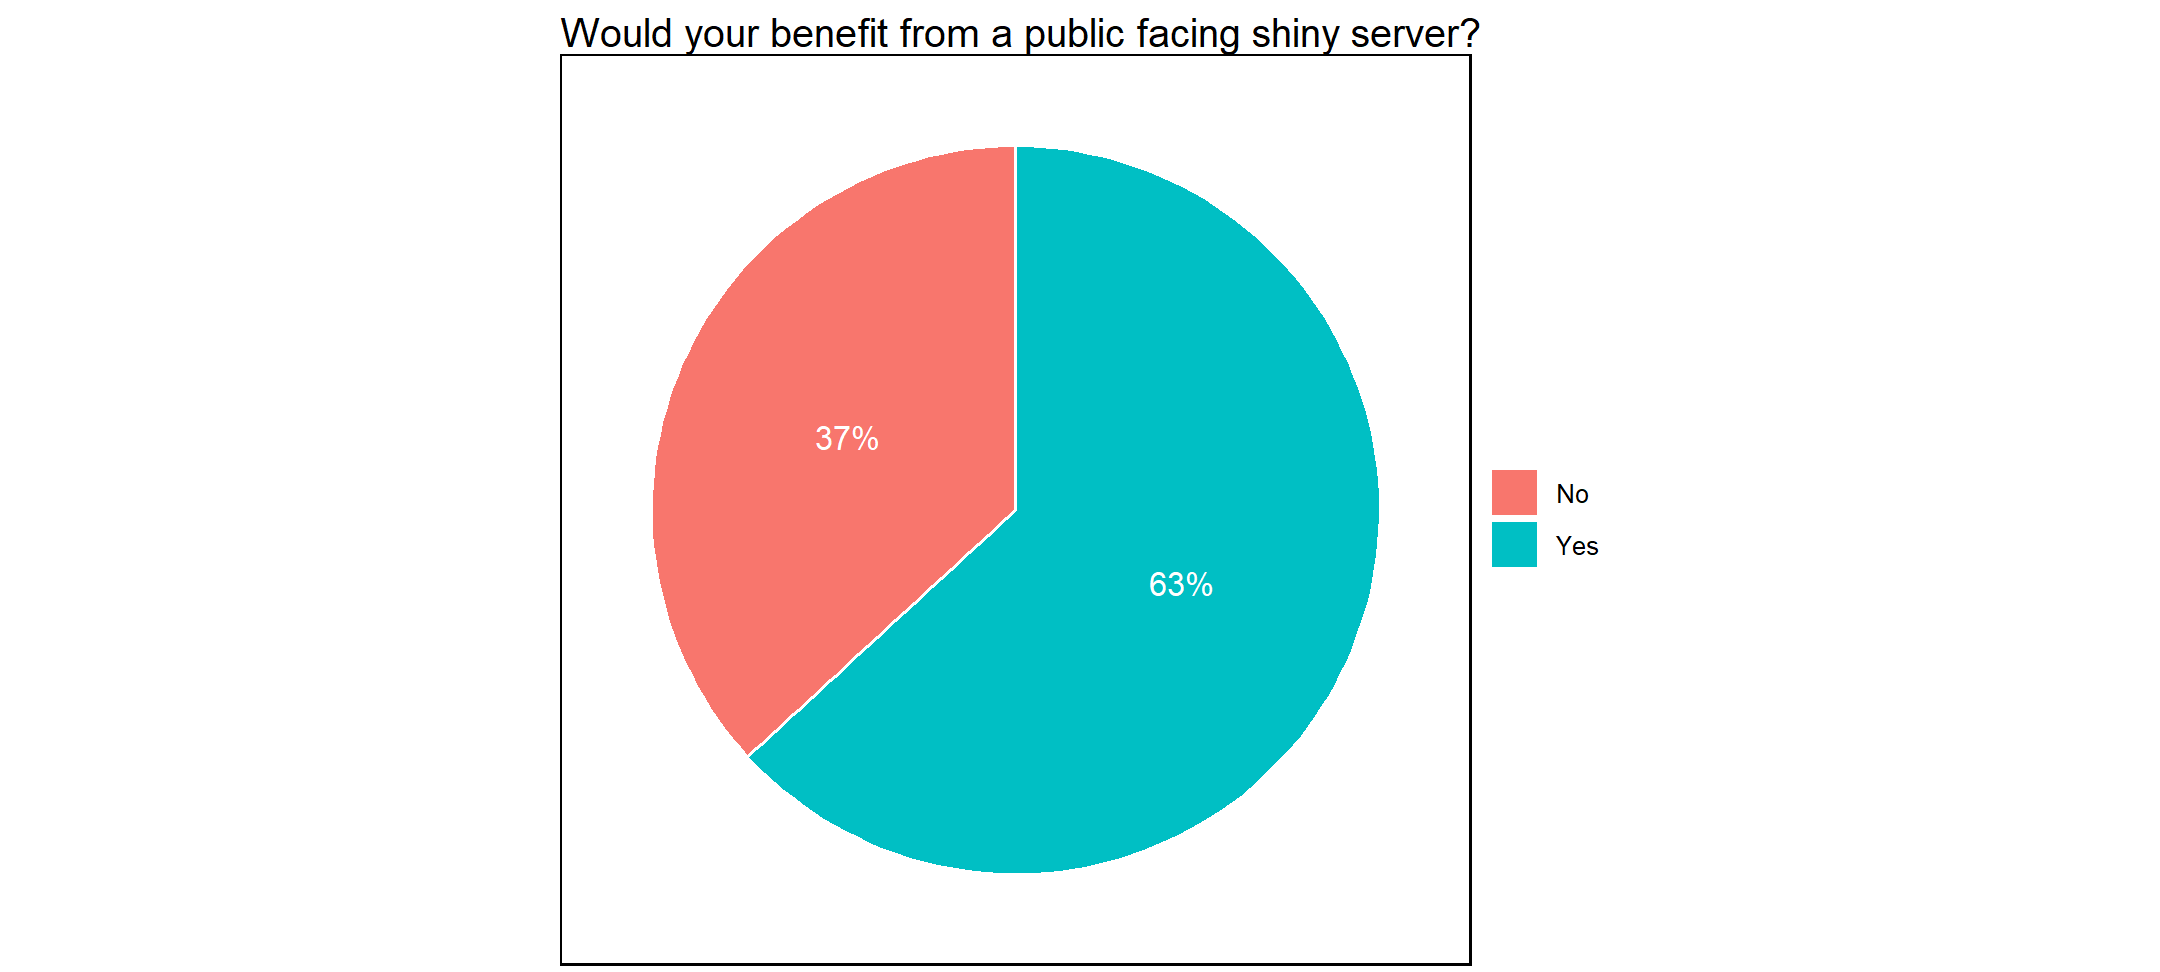 Would your benefit from a public facing shiny server?
37%
63%
No
Yes